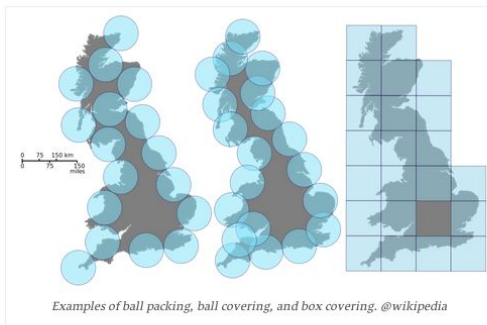 0 75 150 km
0 75 150
miles
Examples of ball packing, ball covering, and box covering. @wikipedia